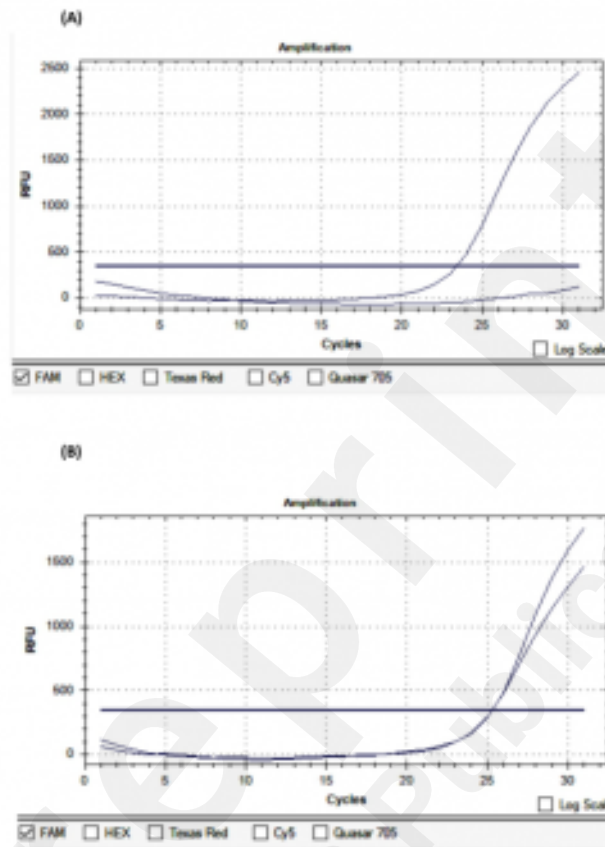 (A)
Amplification
2500
2000
1500
1000
500
0
RFU
0 5 10 15 20 25 30
Cycles
Log Scale
FAM HEX Texas Red Cy5 Quasar 705
(B)
Amplification
1500
1000
500
0
RFU
0 5 10 15 20 25 30
Cycles
Log Scale
FAM HEX Texas Red Cy5 Quasar 705
eprint
Public